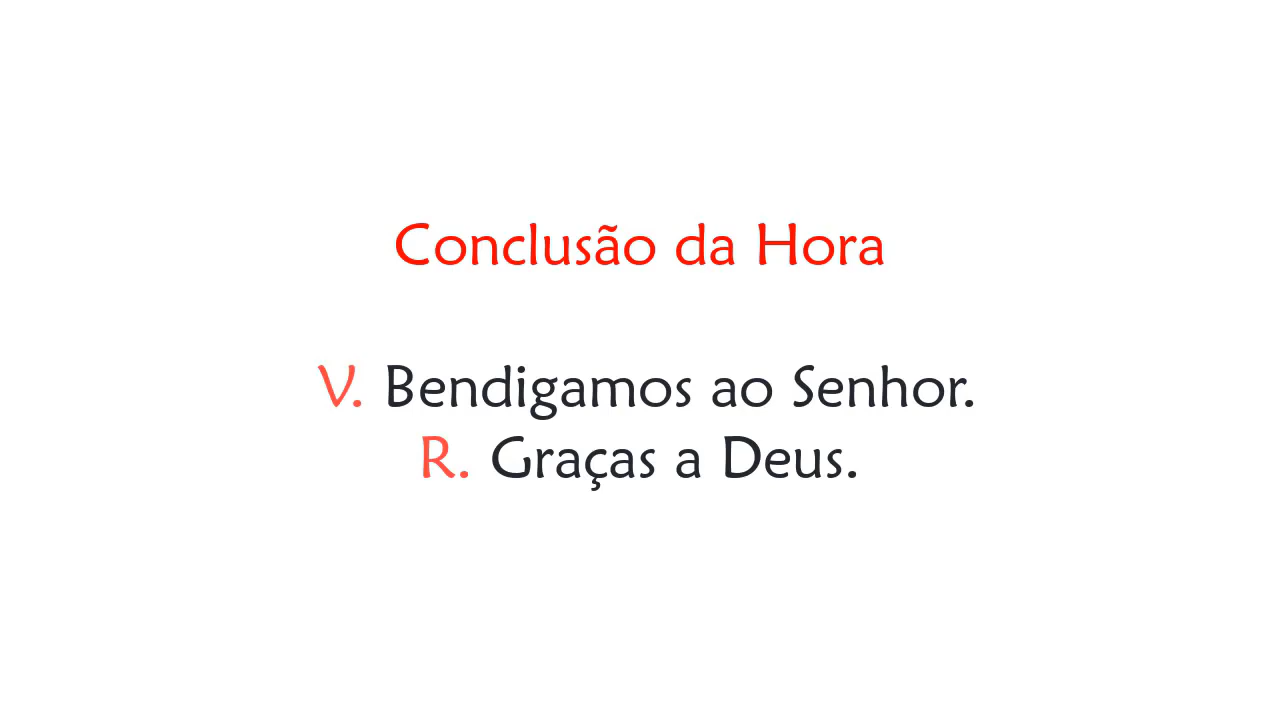 Conclusão da Hora
V. Bendigamos ao Senhor.
R. Graças a Deus.